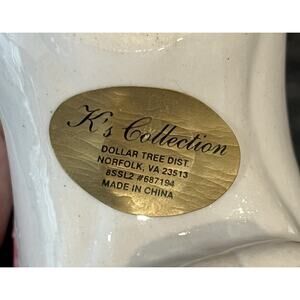 K's Collection
DOLLAR TREE DIST.
NORFOLK, VA 23513
8SSL2 #687194
MADE IN CHINA